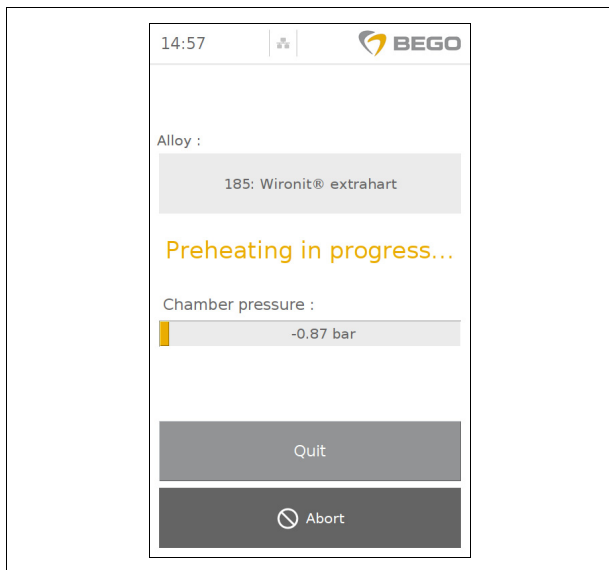 14:57
BEGO
Alloy :
185: Wironit® extrahart
Preheating in progress...
Chamber pressure :
-0.87 bar
Quit
Abort